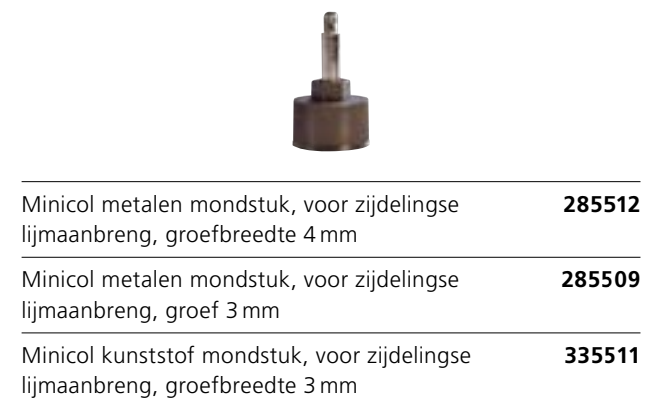 Minicol metalen mondstuk, voor zijdelingse 285512
lijmaanbreng, groefbreedte 4 mm
Minicol metalen mondstuk, voor zijdelingse 285509
lijmaanbreng, groef 3 mm
Minicol kunststof mondstuk, voor zijdelingse 335511
lijmaanbreng, groefbreedte 3 mm